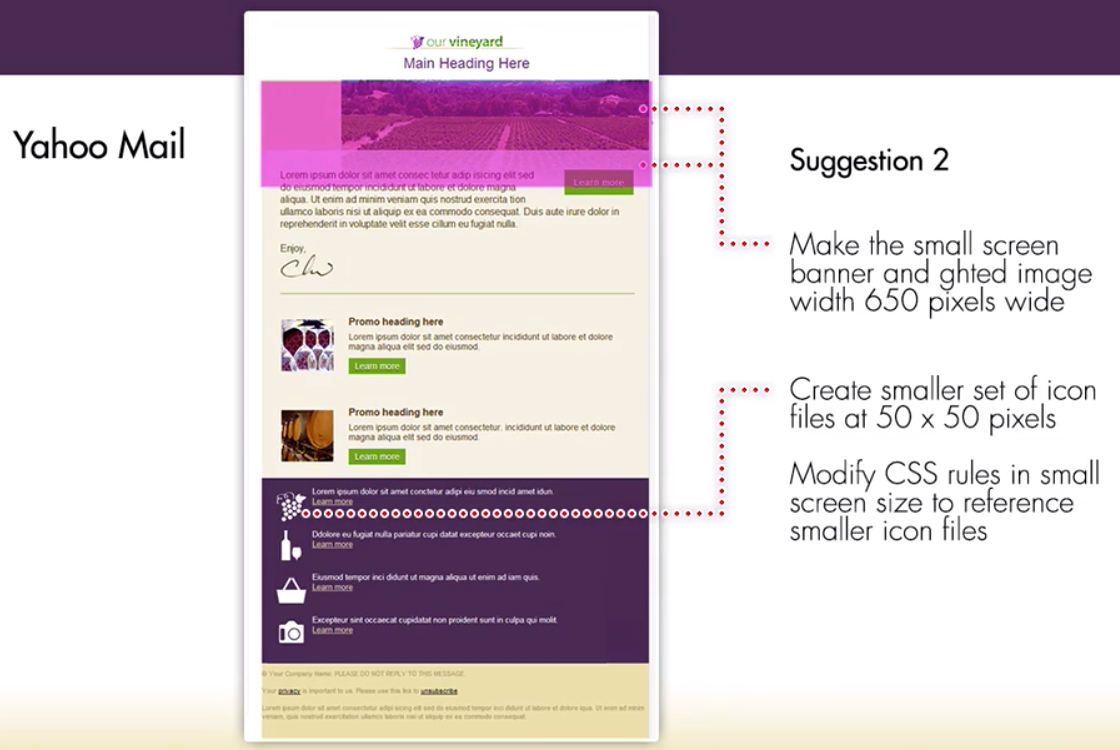 our vineyard
Main Heading Here
Yahoo Mail
Lorem ipsum dolor sit amet consec tetur adip isicing elit sed
do eiusmod tempor incididunt ut labore et dolore magna
aliqua. Ut enim ad minim veniam quis nostrud exercita tion
ullamco laboris nisi ut aliquip ex ea commodo consequat. Duis aute irure dolor in
reprehenderit in voluptate velit esse cillum eu fugiat nulla.
Learn more
Enjoy,
Promo heading here
Lorem ipsum dolor sit amet consectetur incididunt ut labore et dolore
magna aliqua elit sed do eiusmod.
Learn more
Promo heading here
Lorem ipsum dolor sit amet consectetur. incididunt ut labore et dolore
magna aliqua elit sed do eiusmod.
Learn more
Lorem ipsum dolor sit amet conctetur adipi eiu smod incid amet idun.
Learn more
Ddolore eu fugiat nulla pariatur cupi datat excepteur occaet cupi noin.
Learn more
Eiusmod tempor inci didunt ut magna aliqua ut enim ad iam quis.
Learn more
Excepteur sint occaecat cupidatat non proident sunt in culpa qui molit.
Learn more
© Your Company Name. PLEASE DO NOT REPLY TO THIS MESSAGE.
Your privacy is important to us. Please use this link to unsubscribe
Lorem ipsum dolor sit amet consectetur adipisicing elit sed do eiusmod tempor incidi didunt ut labore et dolore iqua. Ut enim ad minim
veniam, quis nostrud exercitation ullamco laboris nisi ut aliquip ex ea commodo consequat.
Suggestion 2
Make the small screen
banner and ghted image
width 650 pixels wide
Create smaller set of icon
files at 50 x 50 pixels
Modify CSS rules in small
screen size to reference
smaller icon files